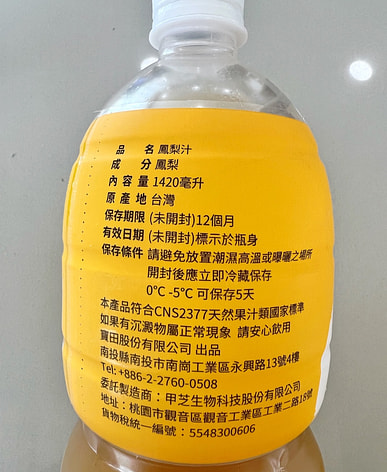 品 名 鳳梨汁
成 分 鳳梨
內 容 量 1420毫升
原 產 地 台灣
保存期限 (未開封)12個月
有效日期 (未開封)標示於瓶身
保存條件 請避免放置潮濕高溫或曝曬之場所
開封後應立即冷藏保存
0°C -5°C 可保存5天
本產品符合CNS2377天然果汁類國家標準
如果有沉澱物屬正常現象 請安心飲用
寶田股份有限公司 出品
南投縣南投市南崗工業區永興路13號4樓
Tel: +886-2-2760-0508
委託製造商：甲芝生物科技股份有限公司
地址：桃園市觀音區觀音工業區工業二路18號
貨物稅統一編號：5548300606